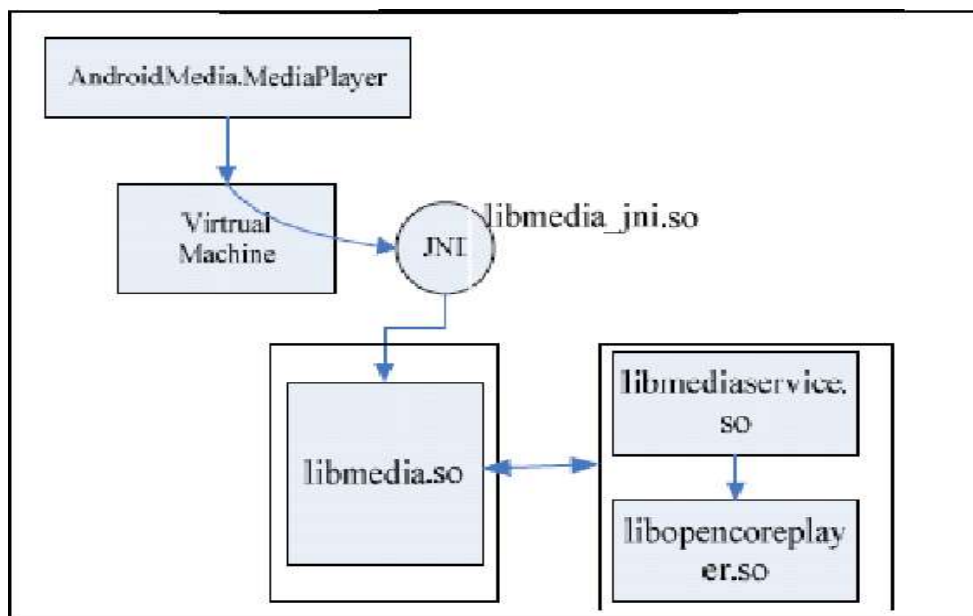 AndroidMedia.MediaPlayer
Virtrual
Machine
JNI
libmedia_jni.so
libmedia.so
libmediaservice.
so
libopencoreplay
er.so